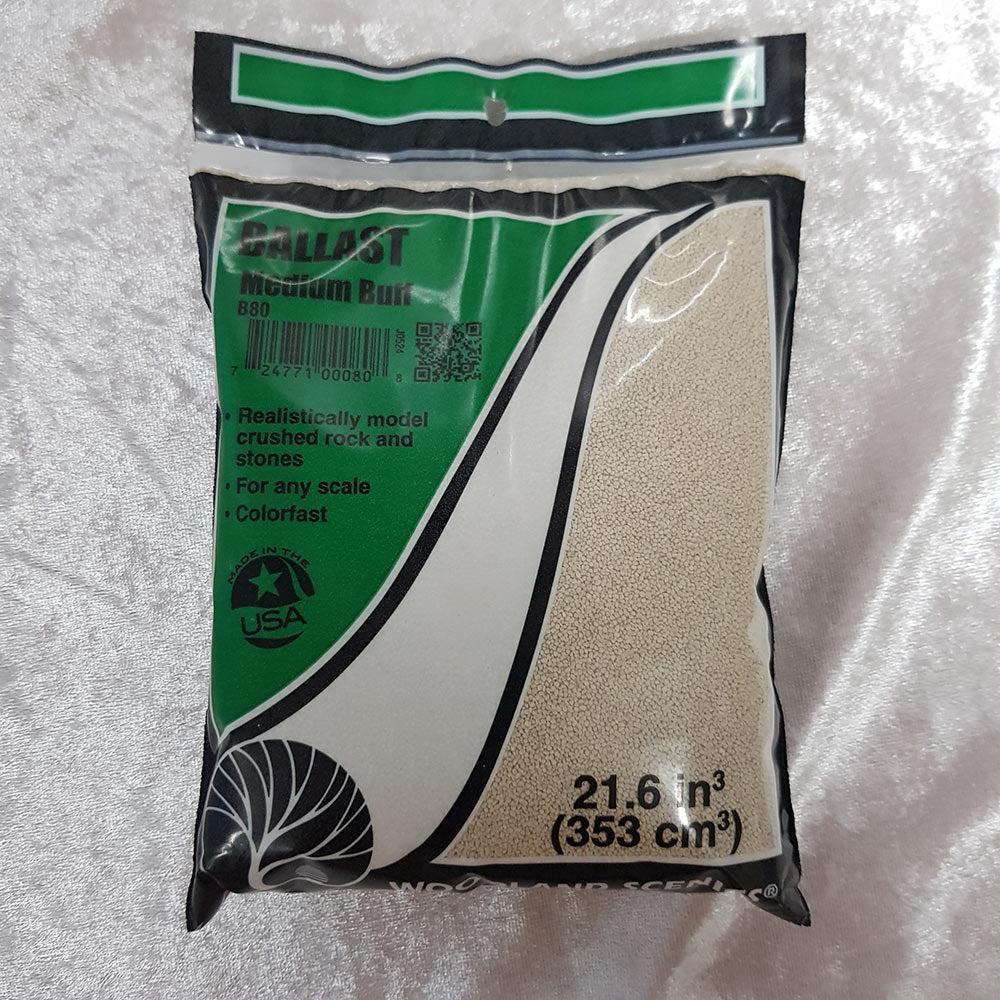 BALLAST
Medium Buff
B80
J0524
7 24771 00080 8
• Realistically model
crushed rock and
stones
• For any scale
• Colorfast
MADE IN THE
USA
21.6 in³
(353 cm³)
WOODLAND SCENICS®